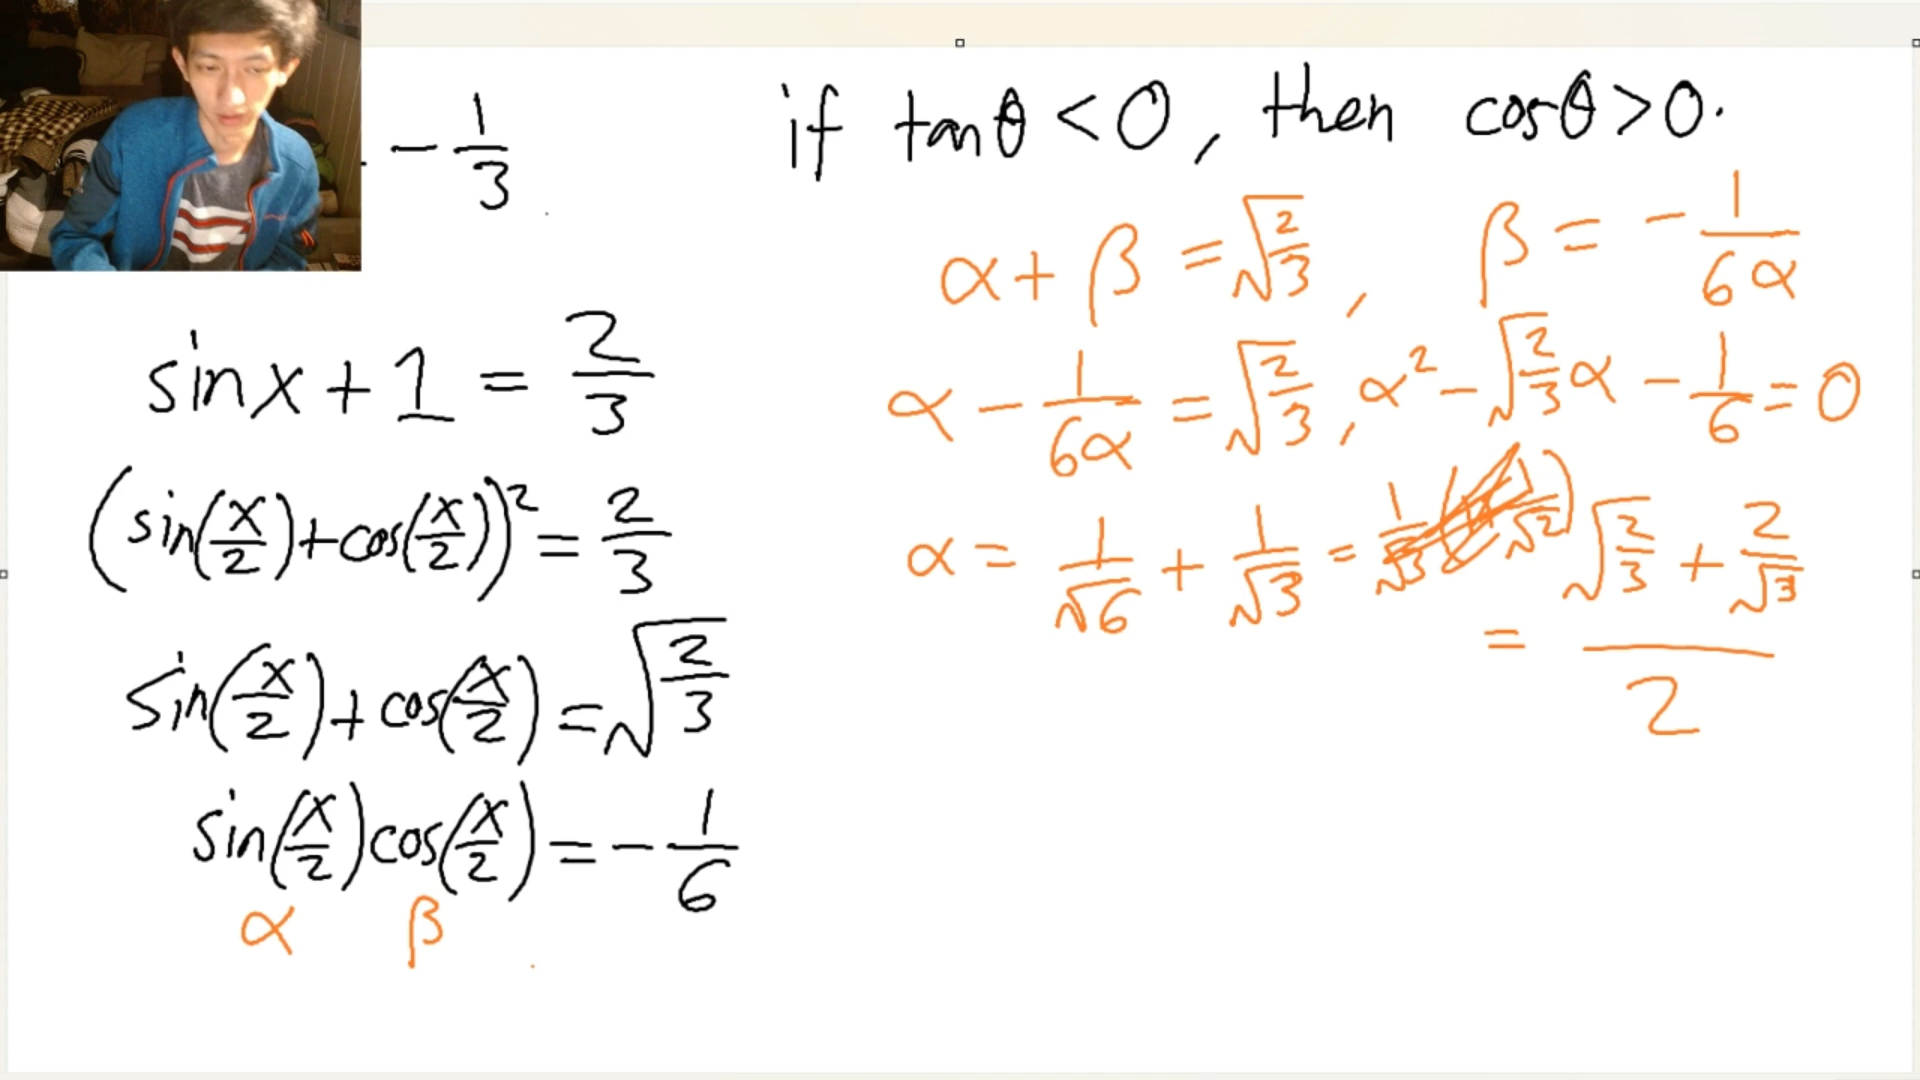 - 1/3
if tanθ < 0, then cosθ > 0.
sinx + 1 = 2/3
(sin(x/2) + cos(x/2))² = 2/3
sin(x/2) + cos(x/2) = √(2/3)
sin(x/2) cos(x/2) = - 1/6
α β
α + β = √(2/3), β = - 1/(6α)
α - 1/(6α) = √(2/3), α² - √(2/3) α - 1/6 = 0
α = 1/√6 + 1/√3 =
= (√(2/3) + 2/√3)/2